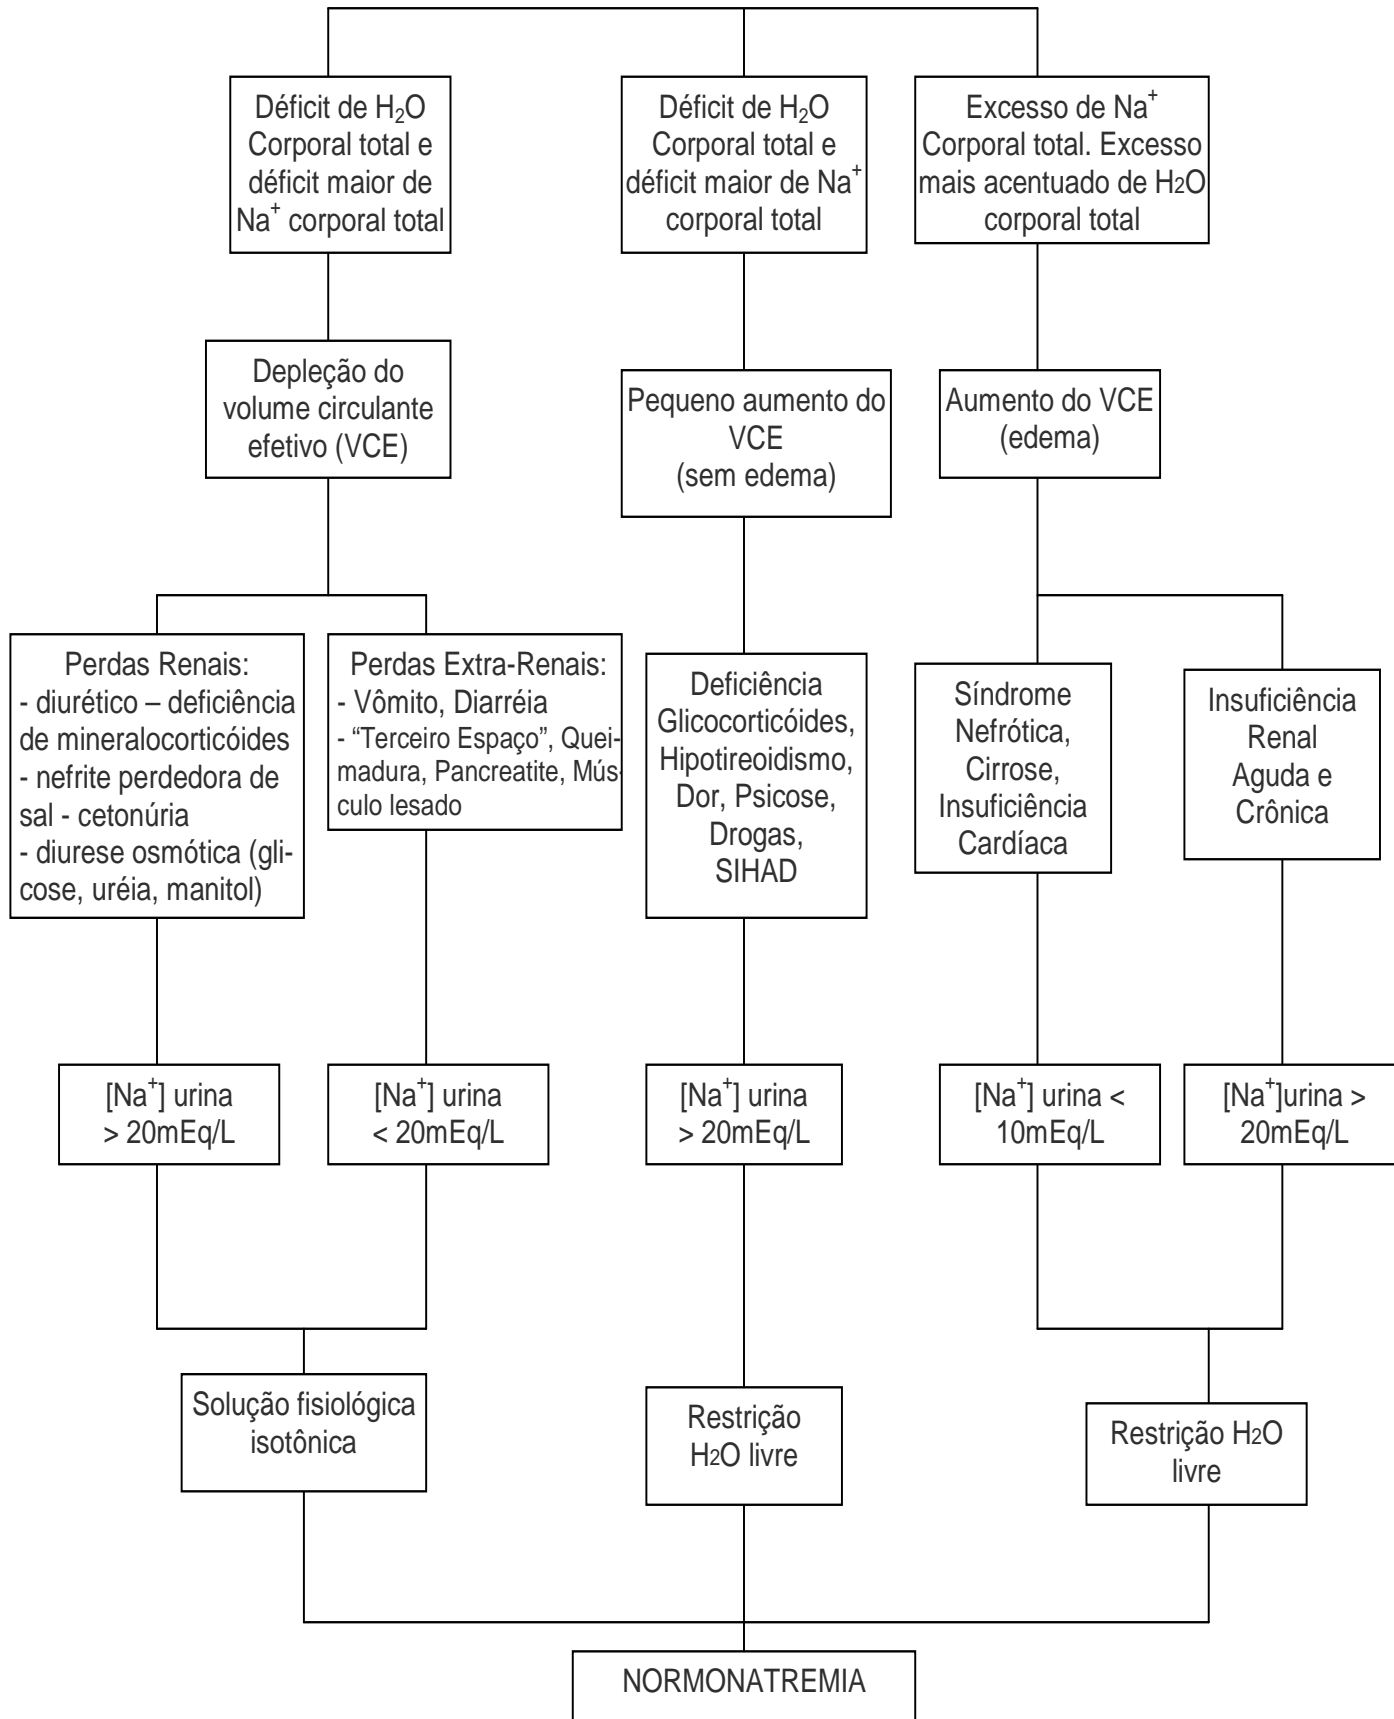 Déficit de H₂O
Corporal total e
déficit maior de
Na⁺ corporal total
Déficit de H₂O
Corporal total e
déficit maior de Na⁺
corporal total
Excesso de Na⁺
Corporal total. Excesso
mais acentuado de H2O
corporal total
Depleção do
volume circulante
efetivo (VCE)
Pequeno aumento do
VCE
(sem edema)
Aumento do VCE
(edema)
Perdas Renais:
- diurético – deficiência
de mineralocorticóides
- nefrite perdedora de
sal - cetonúria
- diurese osmótica (gli-
cose, uréia, manitol)
Perdas Extra-Renais:
- Vômito, Diarréia
- “Terceiro Espaço”, Quei-
madura, Pancreatite, Mús-
culo lesado
Deficiência
Glicocorticóides,
Hipotireoidismo,
Dor, Psicose,
Drogas,
SIHAD
Síndrome
Nefrótica,
Cirrose,
Insuficiência
Cardíaca
Insuficiência
Renal
Aguda e
Crônica
[Na⁺] urina
> 20mEq/L
[Na⁺] urina
< 20mEq/L
[Na⁺] urina
> 20mEq/L
[Na⁺] urina <
10mEq/L
[Na⁺]urina >
20mEq/L
Solução fisiológica
isotônica
Restrição
H2O livre
Restrição H2O
livre
NORMONATREMIA